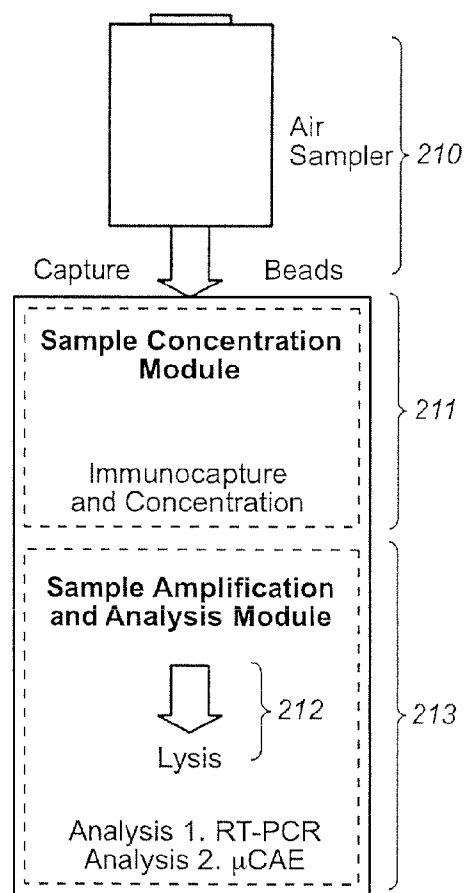 Air
Sampler
210
Capture Beads
Sample Concentration
Module
211
Immunocapture
and Concentration
Sample Amplification
and Analysis Module
212
213
Lysis
Analysis 1. RT-PCR
Analysis 2. µCAE